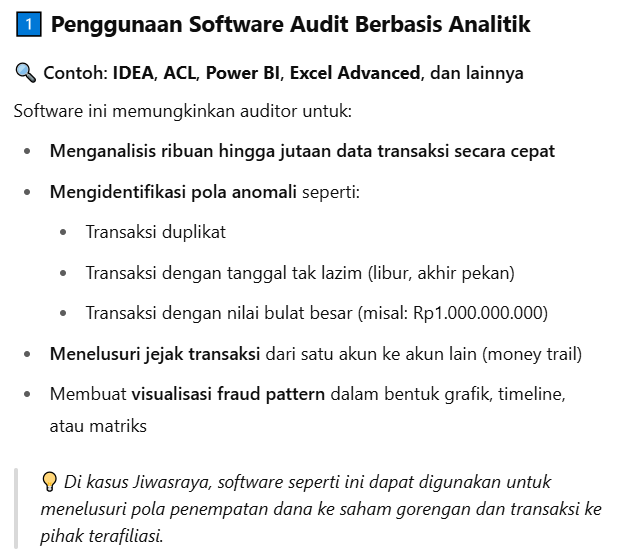 1 Penggunaan Software Audit Berbasis Analitik
🔍 Contoh: IDEA, ACL, Power BI, Excel Advanced, dan lainnya
Software ini memungkinkan auditor untuk:
• Menganalisis ribuan hingga jutaan data transaksi secara cepat
• Mengidentifikasi pola anomali seperti:
• Transaksi duplikat
• Transaksi dengan tanggal tak lazim (libur, akhir pekan)
• Transaksi dengan nilai bulat besar (misal: Rp1.000.000.000)
• Menelusuri jejak transaksi dari satu akun ke akun lain (money trail)
• Membuat visualisasi fraud pattern dalam bentuk grafik, timeline,
atau matriks
💡 Di kasus Jiwasraya, software seperti ini dapat digunakan untuk
menelusuri pola penempatan dana ke saham gorengan dan transaksi ke
pihak terafiliasi.